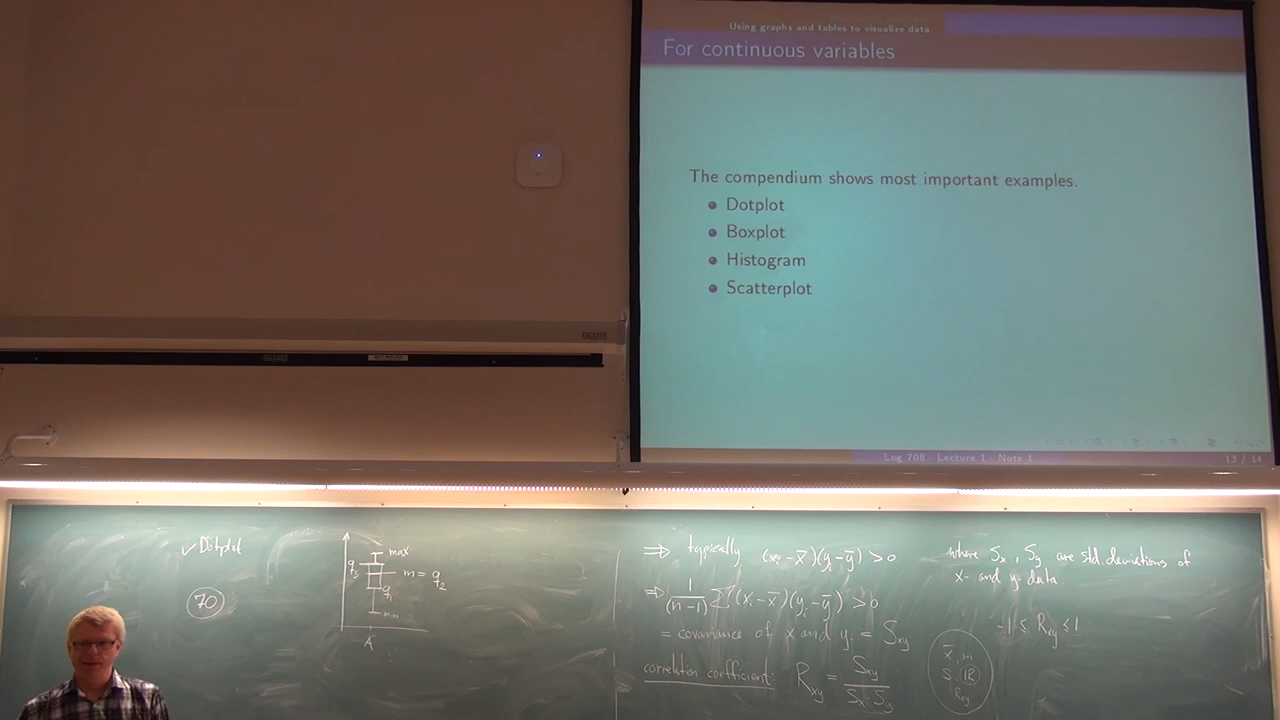 Using graphs and tables to visualize data
For continuous variables
The compendium shows most important examples.
Dotplot
Boxplot
Histogram
Scatterplot
Log 708 - Lecture 1 - Note 1
13 / 14
✓ Dotplot
70
max
q3
m = q2
q1
min
A
⇒ typically (xi - x̄)(yi - ȳ) > 0
⇒ 1/(n-1) Σ (xi - x̄)(yi - ȳ) > 0
= covariance of x and y = Sxy
correlation coefficient: Rxy = Sxy / Sx · Sy
where Sx, Sy are std. deviations of
x- and y- data.
-1 ≤ Rxy ≤ 1
x̄, m
S, IR
Rxy